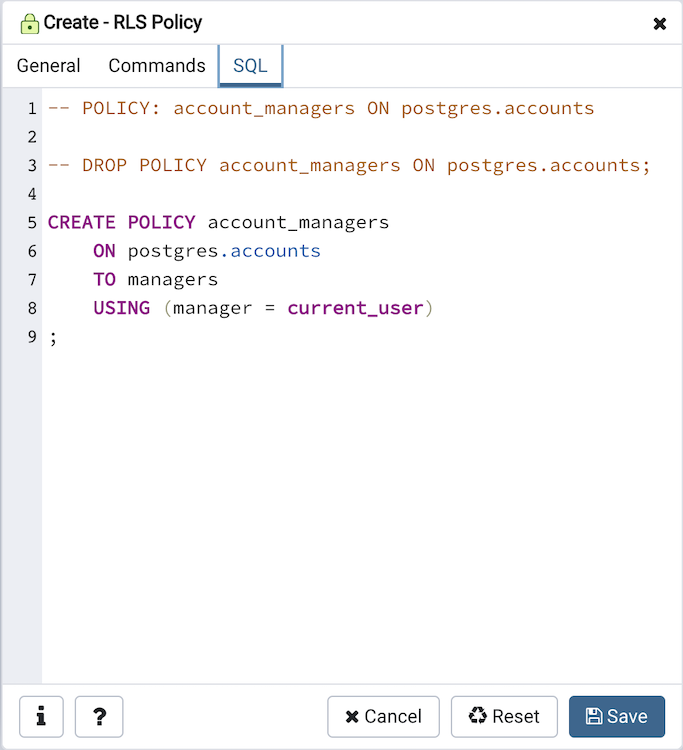 Create - RLS Policy
General Commands SQL
1 -- POLICY: account_managers ON postgres.accounts
2
3 -- DROP POLICY account_managers ON postgres.accounts;
4
5 CREATE POLICY account_managers
6     ON postgres.accounts
7     TO managers
8     USING (manager = current_user)
9 ;
i ? Cancel Reset Save